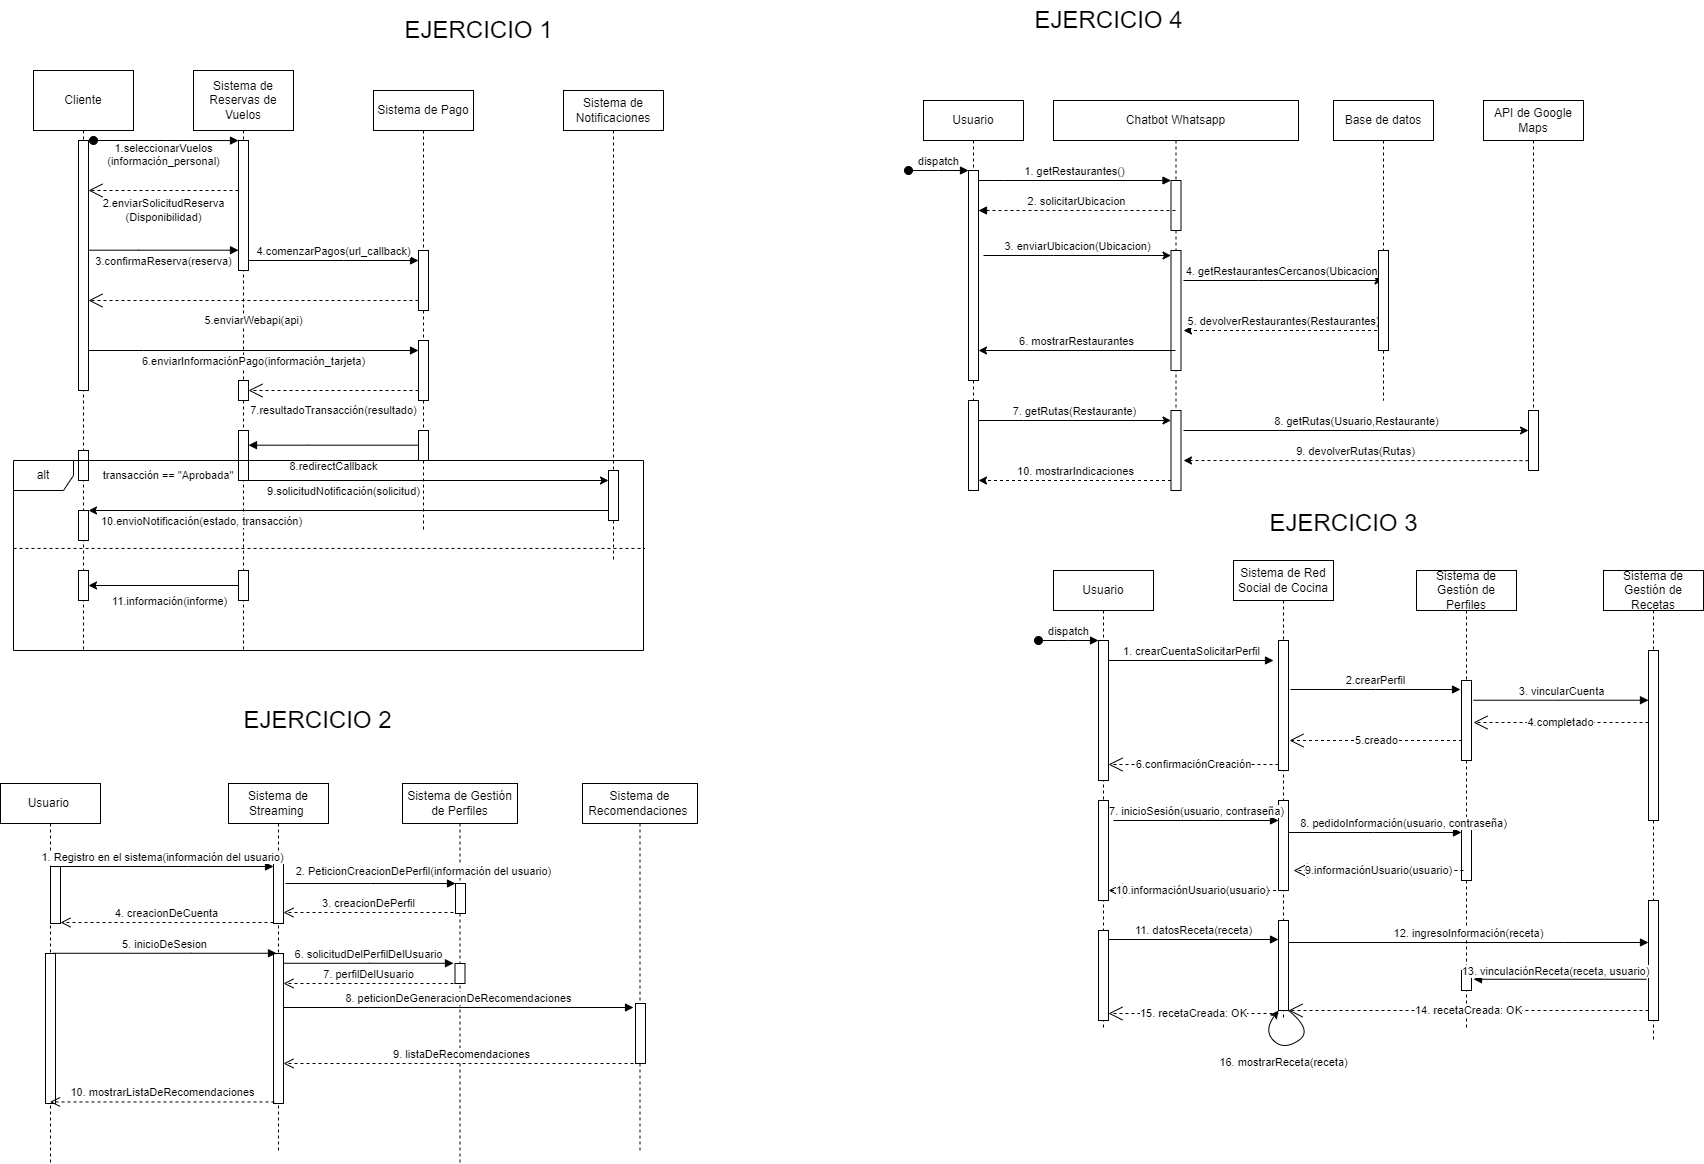 EJERCICIO 1
Cliente
Sistema de
Reservas de
Vuelos
Sistema de Pago
Sistema de
Notificaciones
1.seleccionarVuelos
(información_personal)
2.enviarSolicitudReserva
(Disponibilidad)
3.confirmaReserva(reserva)
4.comenzarPagos(url_callback)
5.enviarWebapi(api)
6.enviarInformaciónPago(información_tarjeta)
7.resultadoTransacción(resultado)
8.redirectCallback
alt
transacción == "Aprobada"
9.solicitudNotificación(solicitud)
10.envioNotificación(estado, transacción)
11.información(informe)
EJERCICIO 2
Usuario
Sistema de
Streaming
Sistema de Gestión
de Perfiles
Sistema de
Recomendaciones
1. Registro en el sistema(información del usuario)
2. PeticionCreacionDePerfil(información del usuario)
3. creacionDePerfil
4. creacionDeCuenta
5. inicioDeSesion
6. solicitudDelPerfilDelUsuario
7. perfilDelUsuario
8. peticionDeGeneracionDeRecomendaciones
9. listaDeRecomendaciones
10. mostrarListaDeRecomendaciones
EJERCICIO 4
Usuario
Chatbot Whatsapp
Base de datos
API de Google
Maps
dispatch
1. getRestaurantes()
2. solicitarUbicacion
3. enviarUbicacion(Ubicacion)
4. getRestaurantesCercanos(Ubicacion
5. devolverRestaurantes(Restaurantes)
6. mostrarRestaurantes
7. getRutas(Restaurante)
8. getRutas(Usuario,Restaurante)
9. devolverRutas(Rutas)
10. mostrarIndicaciones
EJERCICIO 3
Usuario
Sistema de Red
Social de Cocina
Sistema de
Gestión de
Perfiles
Sistema de
Gestión de
Recetas
dispatch
1. crearCuentaSolicitarPerfil
2.crearPerfil
3. vincularCuenta
4.completado
5.creado
6.confirmaciónCreación
7. inicioSesión(usuario, contraseña)
8. pedidoInformación(usuario, contraseña)
9.informaciónUsuario(usuario)
10.informaciónUsuario(usuario)
11. datosReceta(receta)
12. ingresoInformación(receta)
13. vinculaciónReceta(receta, usuario)
14. recetaCreada: OK
15. recetaCreada: OK
16. mostrarReceta(receta)